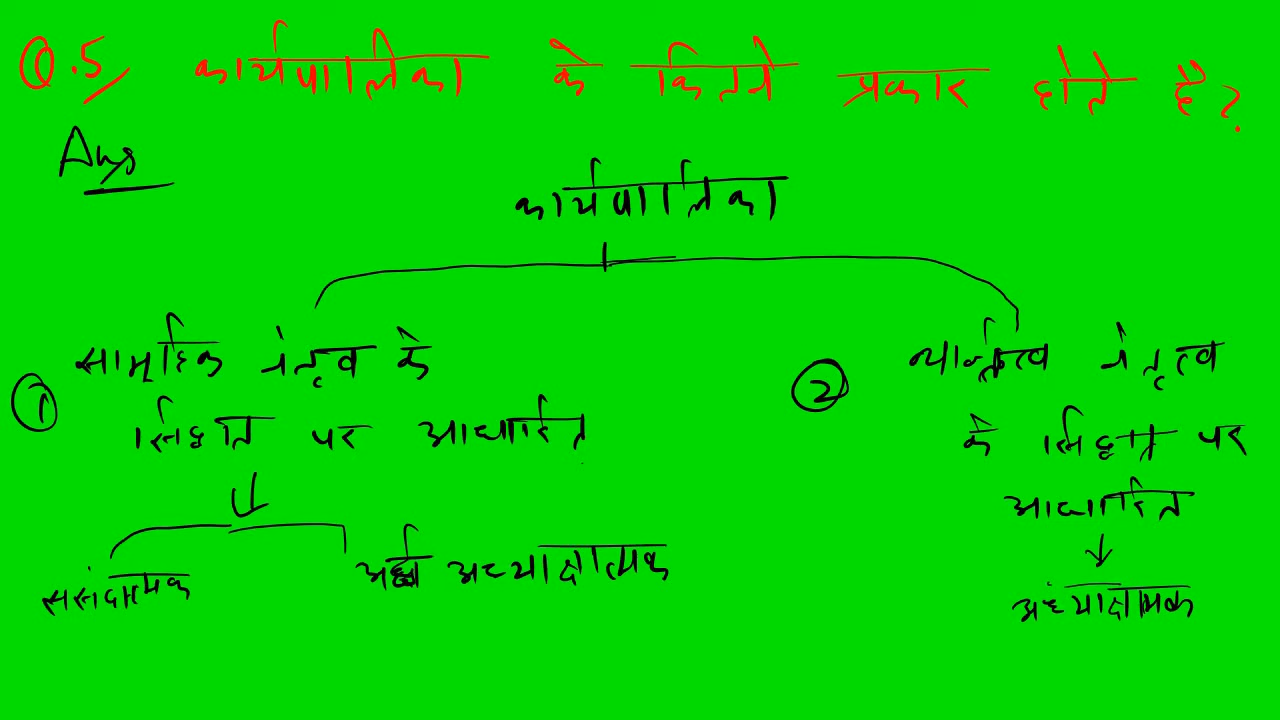 Q.5, कार्यपालिका के कितने प्रकार होते है?
Ans
कार्यपालिका
① सामूहिक नेतृत्व के
सिद्धांत पर आधारित
संसदात्मक
अर्द्ध अध्यक्षात्मक
② व्यक्तित्व नेतृत्व
के सिद्धांत पर
आधारित
अध्यक्षात्मक